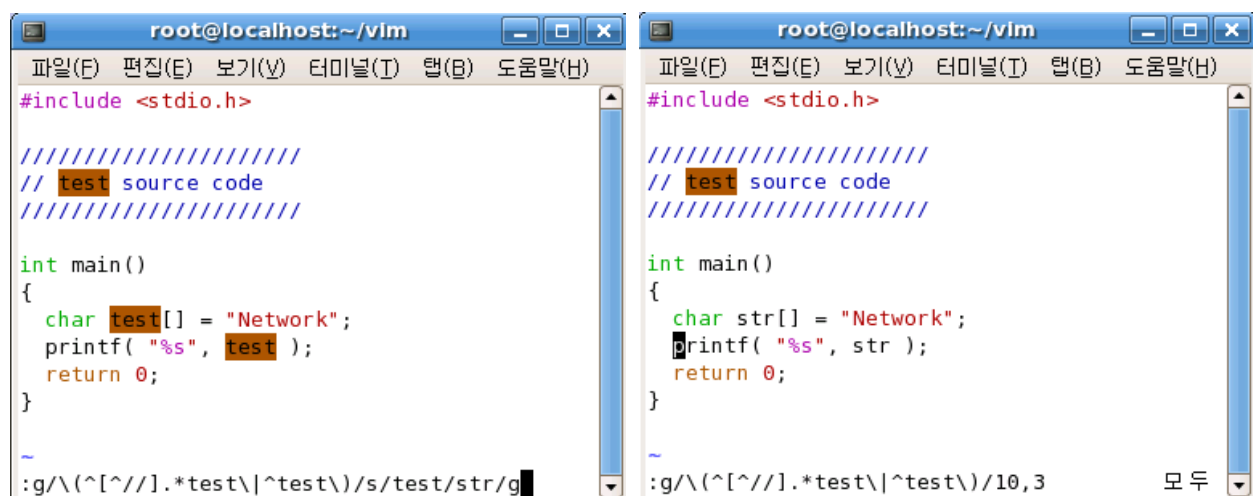 root@localhost:~/vim
파일(F) 편집(E) 보기(V) 터미널(T) 탭(B) 도움말(H)
#include <stdio.h>
//////////////////////
// test source code
//////////////////////
int main()
{
char test[] = "Network";
printf( "%s", test );
return 0;
}
~
:g/\(^[^//].*test\|^test\)/s/test/str/g
root@localhost:~/vim
파일(F) 편집(E) 보기(V) 터미널(T) 탭(B) 도움말(H)
#include <stdio.h>
//////////////////////
// test source code
//////////////////////
int main()
{
char str[] = "Network";
printf( "%s", str );
return 0;
}
~
:g/\(^[^//].*test\|^test\)/10,3 모두